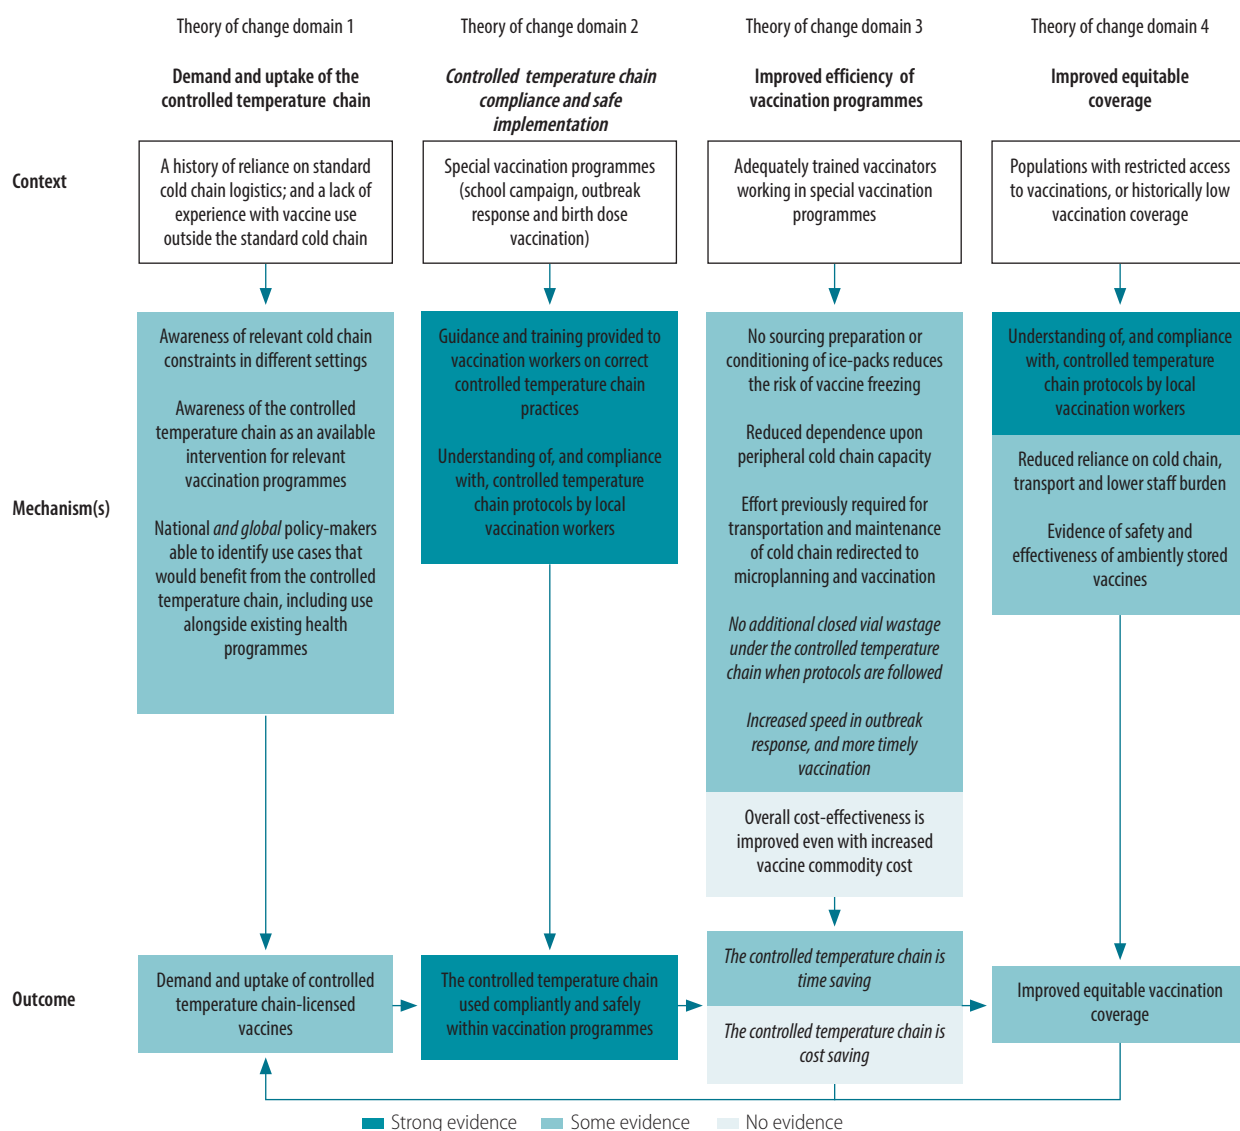 Theory of change domain 1
Theory of change domain 2
Theory of change domain 3
Theory of change domain 4
Demand and uptake of the
controlled temperature chain
Controlled temperature chain
compliance and safe
implementation
Improved efficiency of
vaccination programmes
Improved equitable
coverage
Context
A history of reliance on standard
cold chain logistics; and a lack of
experience with vaccine use
outside the standard cold chain
Special vaccination programmes
(school campaign, outbreak
response and birth dose
vaccination)
Adequately trained vaccinators
working in special vaccination
programmes
Populations with restricted access
to vaccinations, or historically low
vaccination coverage
Mechanism(s)
Awareness of relevant cold chain
constraints in different settings
Awareness of the controlled
temperature chain as an available
intervention for relevant
vaccination programmes
National and global policy-makers
able to identify use cases that
would benefit from the controlled
temperature chain, including use
alongside existing health
programmes
Guidance and training provided to
vaccination workers on correct
controlled temperature chain
practices
Understanding of, and compliance
with, controlled temperature
chain protocols by local
vaccination workers
No sourcing preparation or
conditioning of ice-packs reduces
the risk of vaccine freezing
Reduced dependence upon
peripheral cold chain capacity
Effort previously required for
transportation and maintenance
of cold chain redirected to
microplanning and vaccination
No additional closed vial wastage
under the controlled temperature
chain when protocols are followed
Increased speed in outbreak
response, and more timely
vaccination
Overall cost-effectiveness is
improved even with increased
vaccine commodity cost
Understanding of, and compliance
with, controlled temperature
chain protocols by local
vaccination workers
Reduced reliance on cold chain,
transport and lower staff burden
Evidence of safety and
effectiveness of ambiently stored
vaccines
Outcome
Demand and uptake of controlled
temperature chain-licensed
vaccines
The controlled temperature chain
used compliantly and safely
within vaccination programmes
The controlled temperature chain is
time saving
The controlled temperature chain is
cost saving
Improved equitable vaccination
coverage
Strong evidence
Some evidence
No evidence